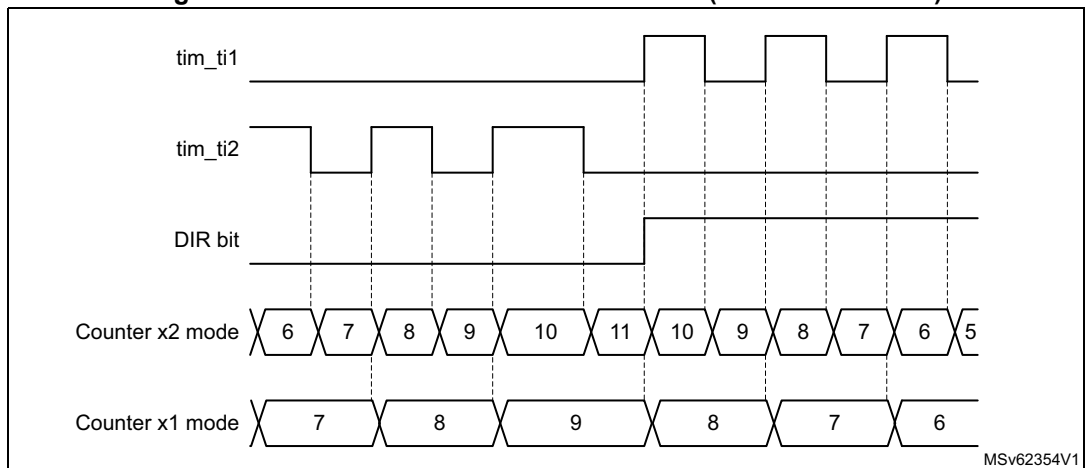 tim_ti1
tim_ti2
DIR bit
Counter x2 mode 6 7 8 9 10 11 10 9 8 7 6 5
Counter x1 mode 7 8 9 8 7 6
MSv62354V1